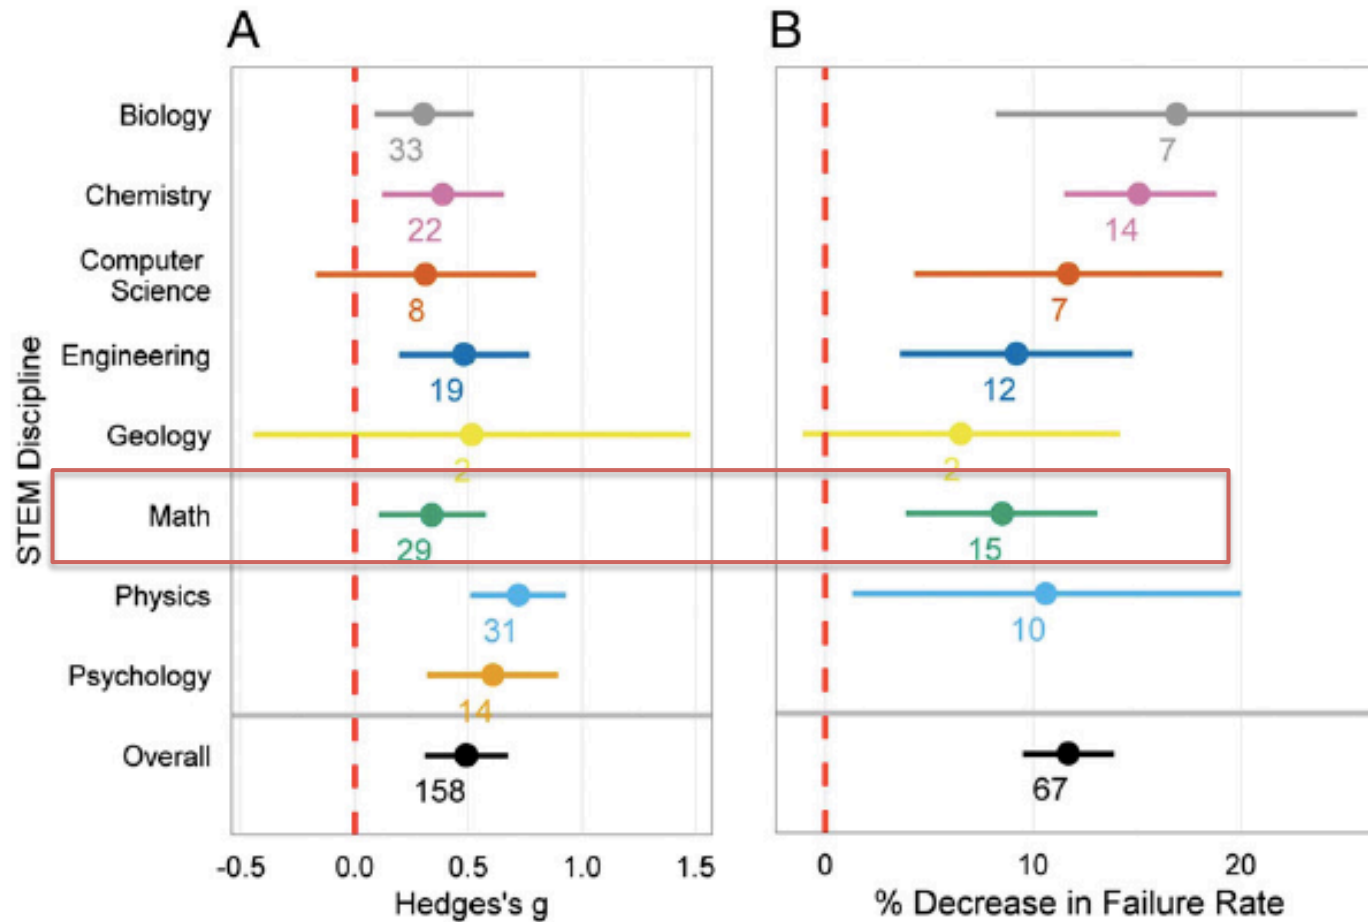 A
B
STEM Discipline
Biology
33
7
Chemistry
22
14
Computer
Science
8
7
Engineering
19
12
Geology
2
2
Math
29
15
Physics
31
10
Psychology
14
Overall
158
67
-0.5 0.0 0.5 1.0 1.5
0 10 20
Hedges's g
% Decrease in Failure Rate